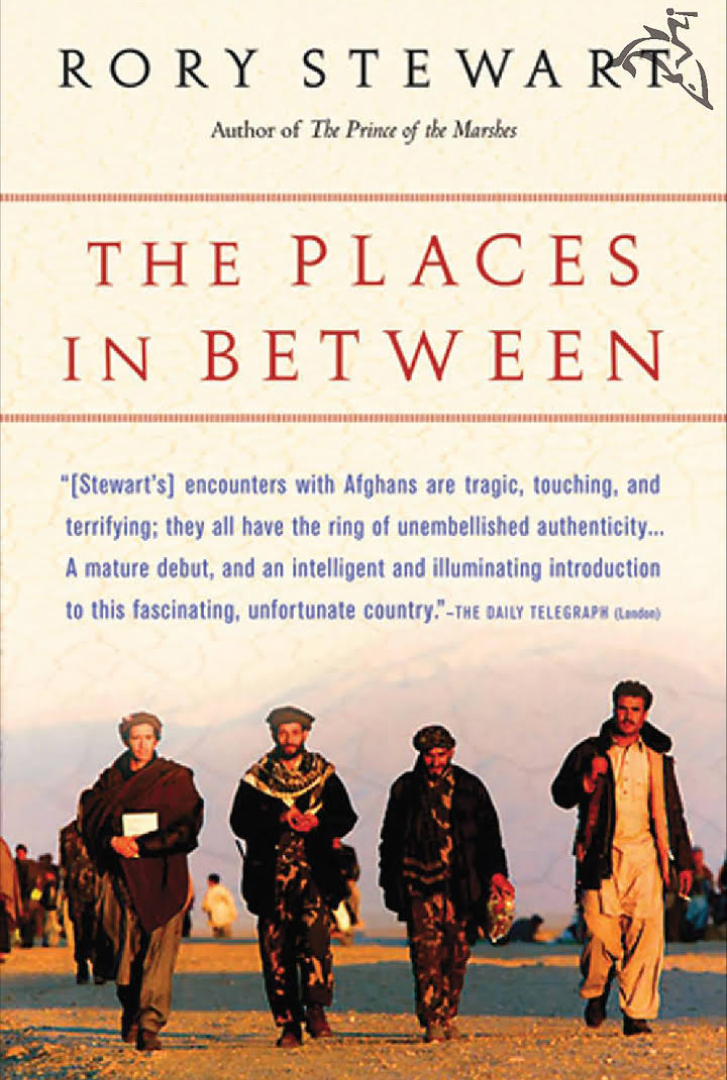 RORY STEWART
Author of The Prince of the Marshes
THE PLACES
IN BETWEEN
“[Stewart's] encounters with Afghans are tragic, touching, and
terrifying; they all have the ring of unembellished authenticity...
A mature debut, and an intelligent and illuminating introduction
to this fascinating, unfortunate country.”–THE DAILY TELEGRAPH (London)